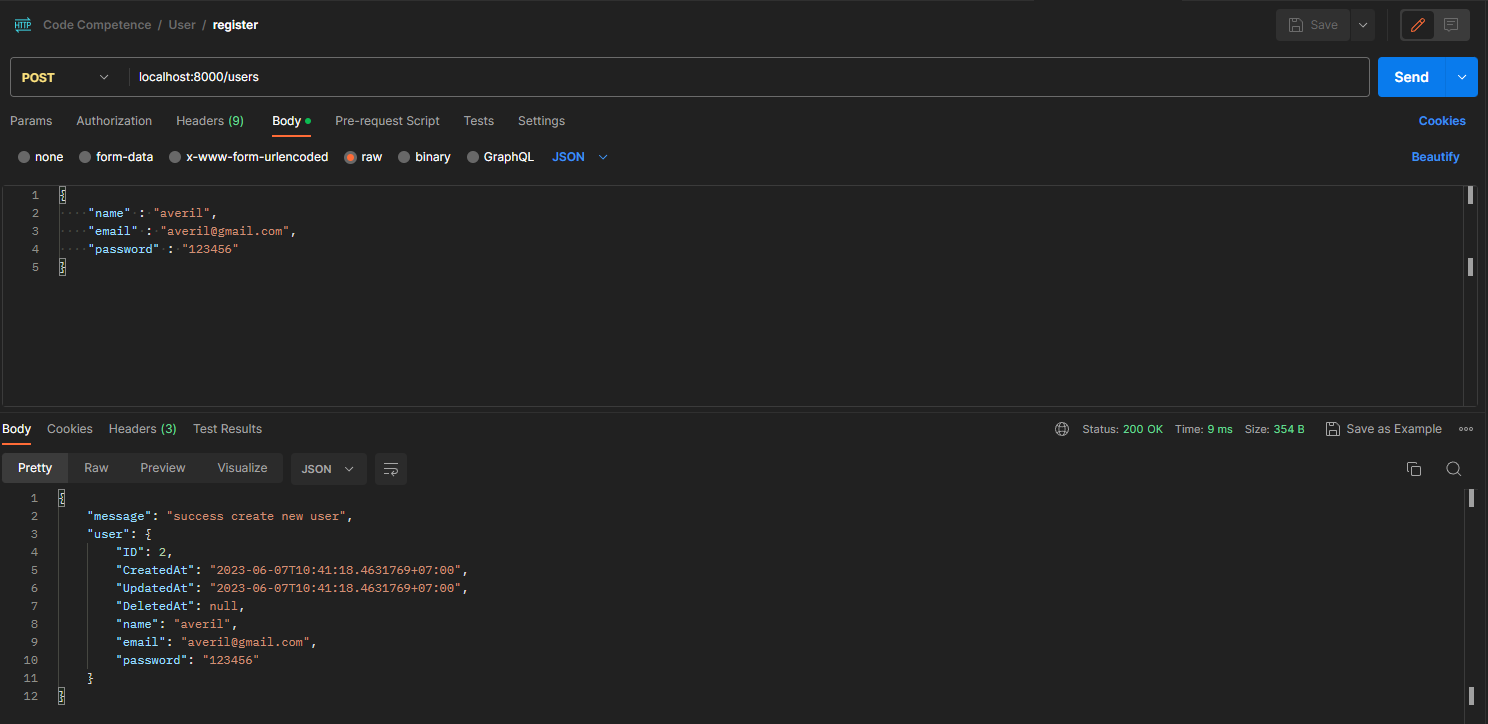 HTTP Code Competence / User / register Save
POST localhost:8000/users Send
Params Authorization Headers (9) Body Pre-request Script Tests Settings Cookies
none form-data x-www-form-urlencoded raw binary GraphQL JSON Beautify
1 {
2 "name" : "averil",
3 "email" : "averil@gmail.com",
4 "password" : "123456"
5 }
Body Cookies Headers (3) Test Results Status: 200 OK Time: 9 ms Size: 354 B Save as Example
Pretty Raw Preview Visualize JSON
1 {
2 "message": "success create new user",
3 "user": {
4 "ID": 2,
5 "CreatedAt": "2023-06-07T10:41:18.4631769+07:00",
6 "UpdatedAt": "2023-06-07T10:41:18.4631769+07:00",
7 "DeletedAt": null,
8 "name": "averil",
9 "email": "averil@gmail.com",
10 "password": "123456"
11 }
12 }